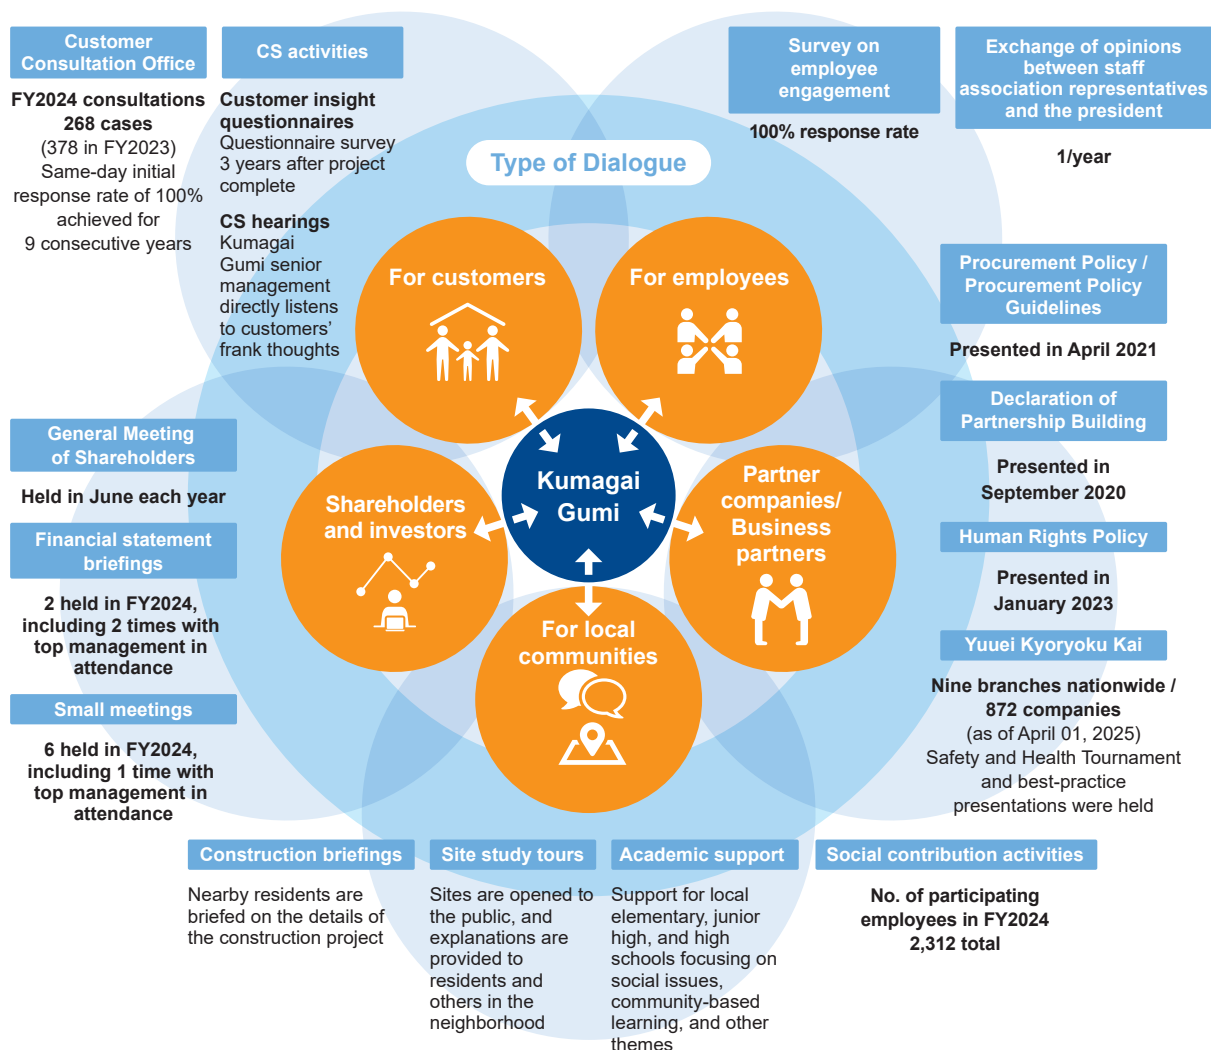 Customer
Consultation Office
FY2024 consultations
268 cases
(378 in FY2023)
Same-day initial
response rate of 100%
achieved for
9 consecutive years
CS activities
Customer insight
questionnaires
Questionnaire survey
3 years after project
complete
CS hearings
Kumagai
Gumi senior
management
directly listens
to customers’
frank thoughts
Survey on
employee
engagement
100% response rate
Exchange of opinions
between staff
association representatives
and the president
1/year
Type of Dialogue
For customers
For employees
Kumagai
Gumi
Shareholders
and investors
Partner
companies/
Business
partners
For local
communities
General Meeting
of Shareholders
Held in June each year
Financial statement
briefings
2 held in FY2024,
including 2 times with
top management in
attendance
Small meetings
6 held in FY2024,
including 1 time with
top management in
attendance
Procurement Policy /
Procurement Policy
Guidelines
Presented in April 2021
Declaration of
Partnership Building
Presented in
September 2020
Human Rights Policy
Presented in
January 2023
Yuuei Kyoryoku Kai
Nine branches nationwide /
872 companies
(as of April 01, 2025)
Safety and Health Tournament
and best-practice
presentations were held
Construction briefings
Nearby residents are
briefed on the details of
the construction project
Site study tours
Sites are opened to
the public, and
explanations are
provided to
residents and
others in the
neighborhood
Academic support
Support for local
elementary, junior
high, and high
schools focusing on
social issues,
community-based
learning, and other
themes
Social contribution activities
No. of participating
employees in FY2024
2,312 total